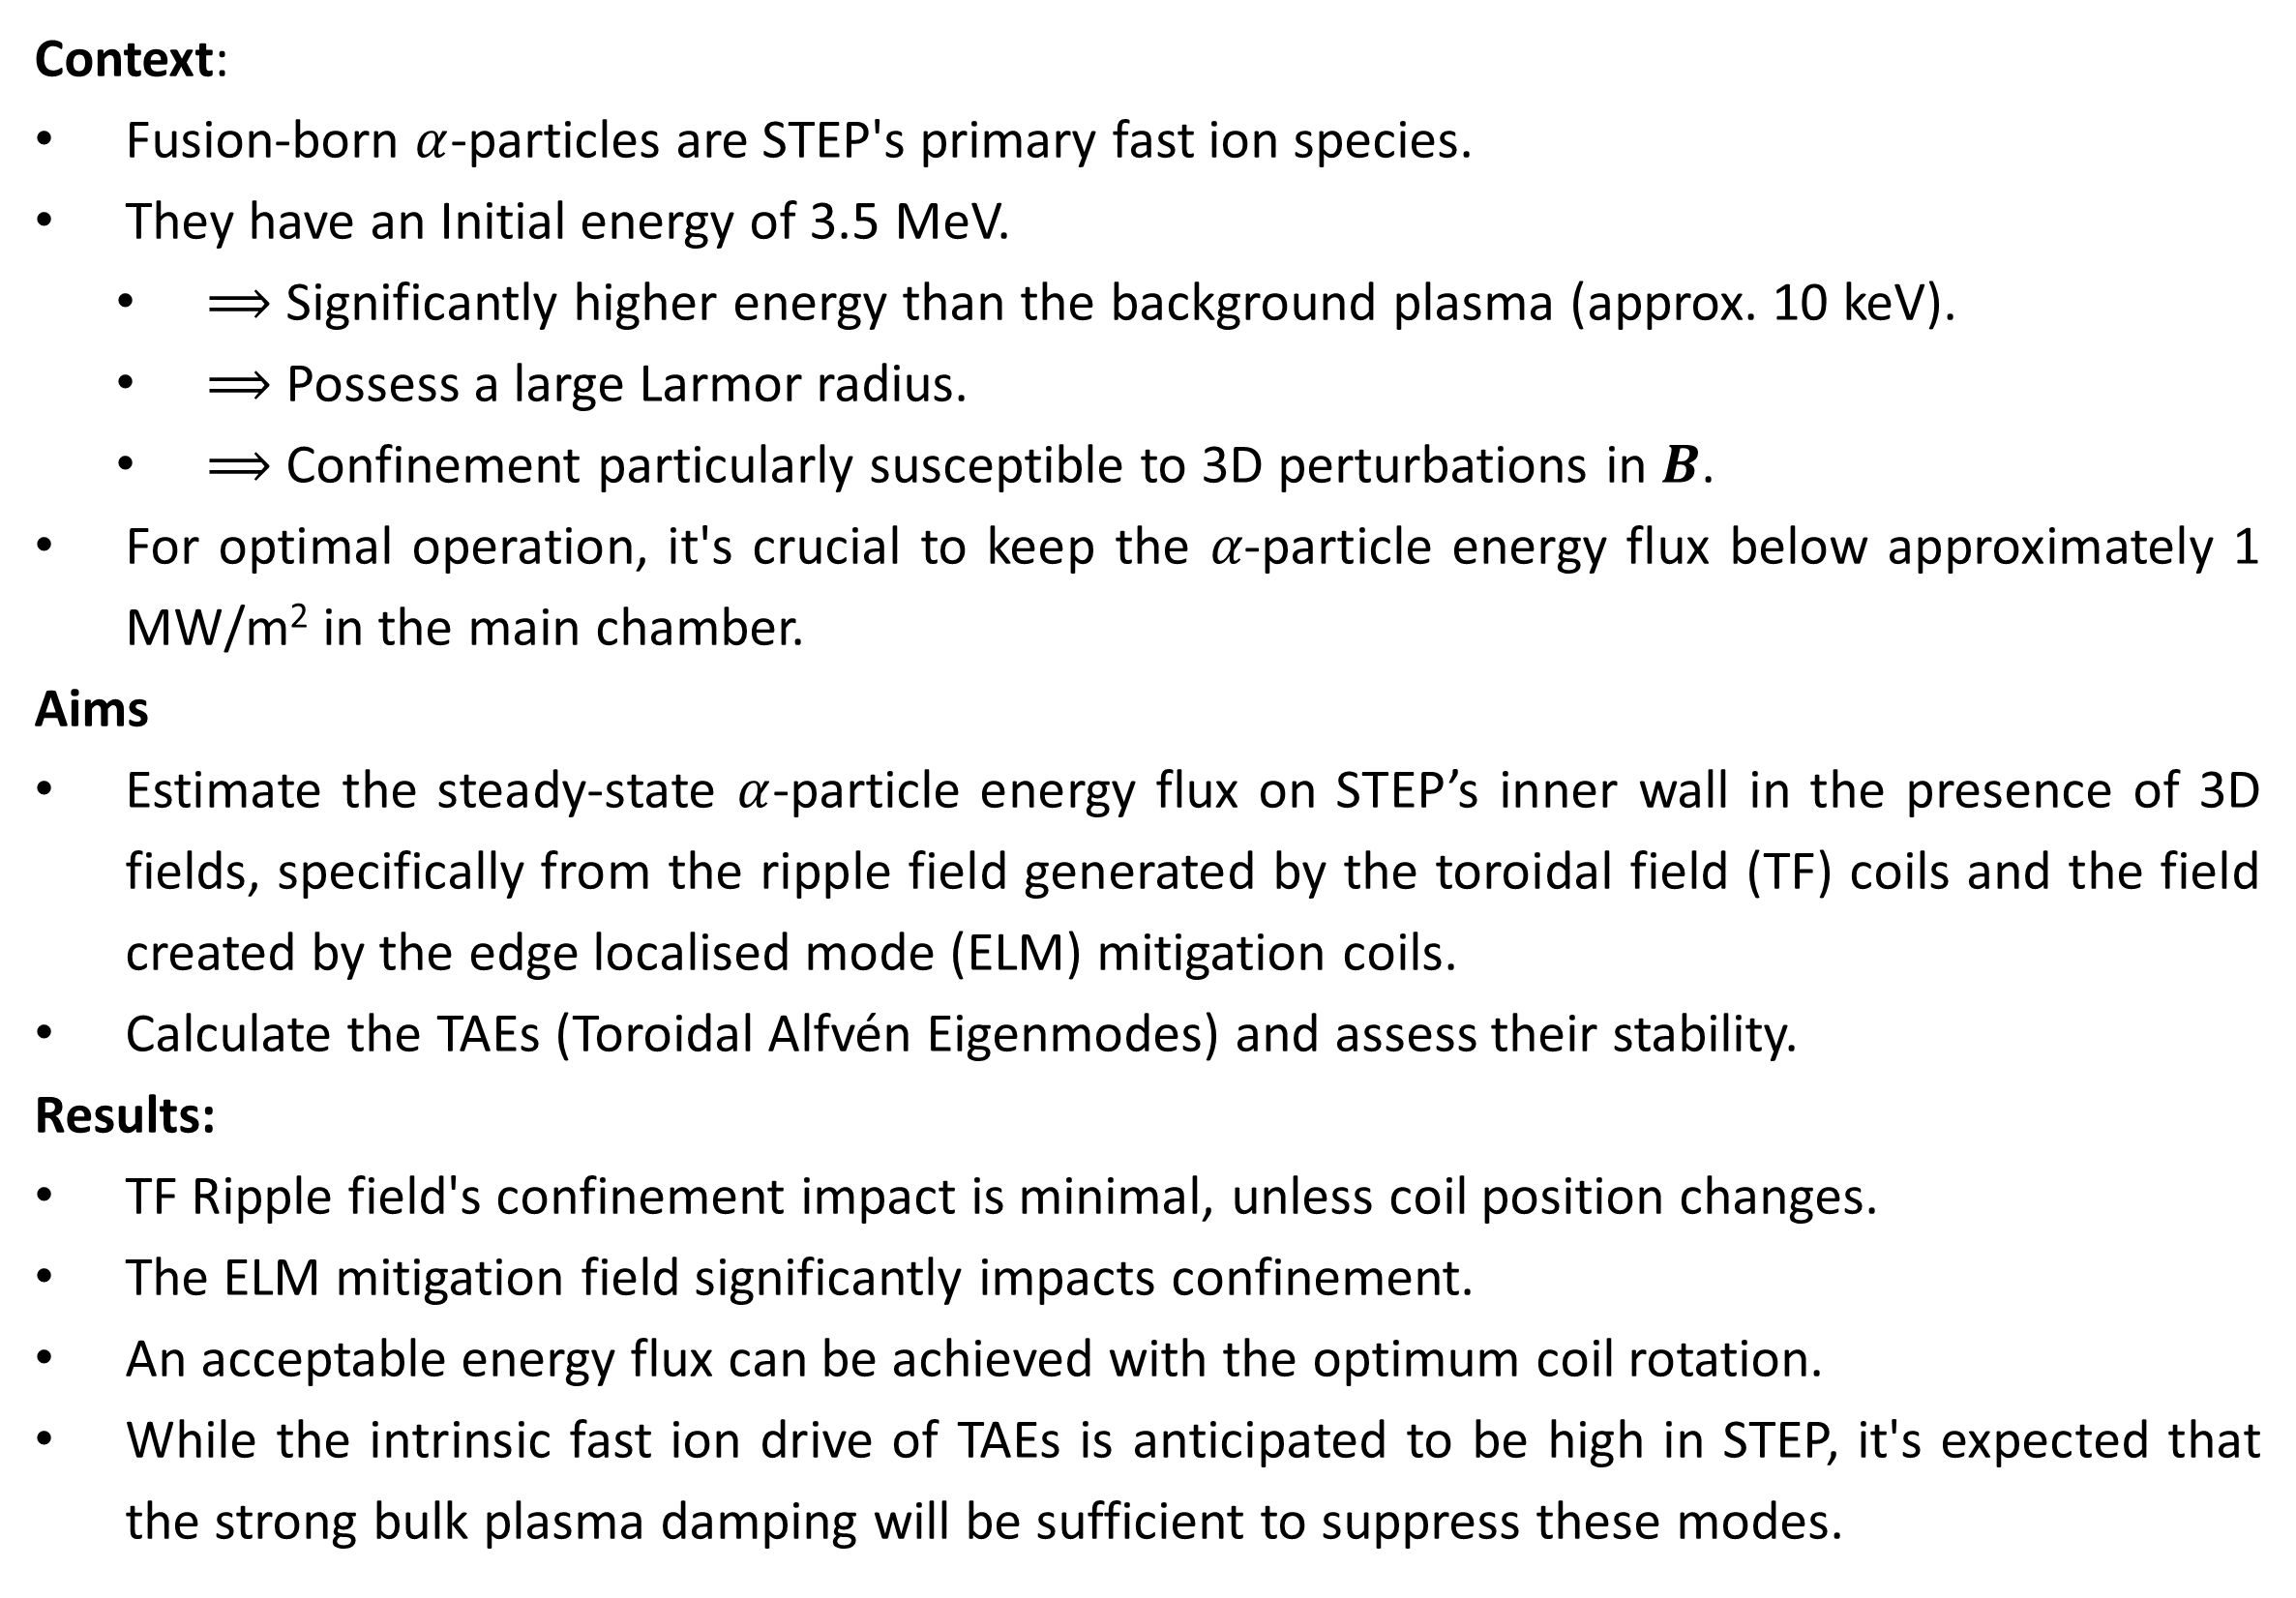 Context:
• Fusion-born α-particles are STEP's primary fast ion species.
• They have an Initial energy of 3.5 MeV.
• ⟹ Significantly higher energy than the background plasma (approx. 10 keV).
• ⟹ Possess a large Larmor radius.
• ⟹ Confinement particularly susceptible to 3D perturbations in B.
• For optimal operation, it's crucial to keep the α-particle energy flux below approximately 1
MW/m² in the main chamber.
Aims
• Estimate the steady-state α-particle energy flux on STEP’s inner wall in the presence of 3D
fields, specifically from the ripple field generated by the toroidal field (TF) coils and the field
created by the edge localised mode (ELM) mitigation coils.
• Calculate the TAEs (Toroidal Alfvén Eigenmodes) and assess their stability.
Results:
• TF Ripple field's confinement impact is minimal, unless coil position changes.
• The ELM mitigation field significantly impacts confinement.
• An acceptable energy flux can be achieved with the optimum coil rotation.
• While the intrinsic fast ion drive of TAEs is anticipated to be high in STEP, it's expected that
the strong bulk plasma damping will be sufficient to suppress these modes.